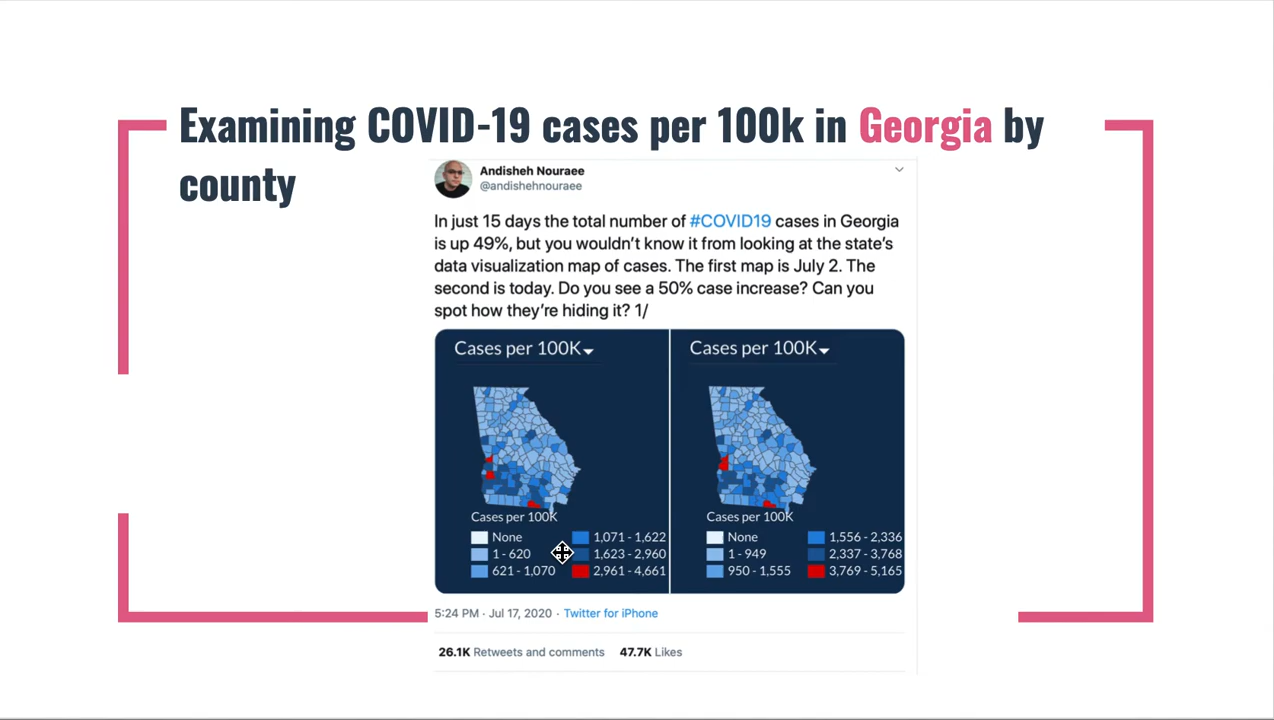 Examining COVID-19 cases per 100k in Georgia by
county
Andisheh Nouraee
@andishehnouraee
In just 15 days the total number of #COVID19 cases in Georgia
is up 49%, but you wouldn't know it from looking at the state's
data visualization map of cases. The first map is July 2. The
second is today. Do you see a 50% case increase? Can you
spot how they're hiding it? 1/
Cases per 100K
Cases per 100K
None
1 - 620
621 - 1,070
1,071 - 1,622
1,623 - 2,960
2,961 - 4,661
Cases per 100K
Cases per 100K
None
1 - 949
950 - 1,555
1,556 - 2,336
2,337 - 3,768
3,769 - 5,165
5:24 PM · Jul 17, 2020 · Twitter for iPhone
26.1K Retweets and comments 47.7K Likes